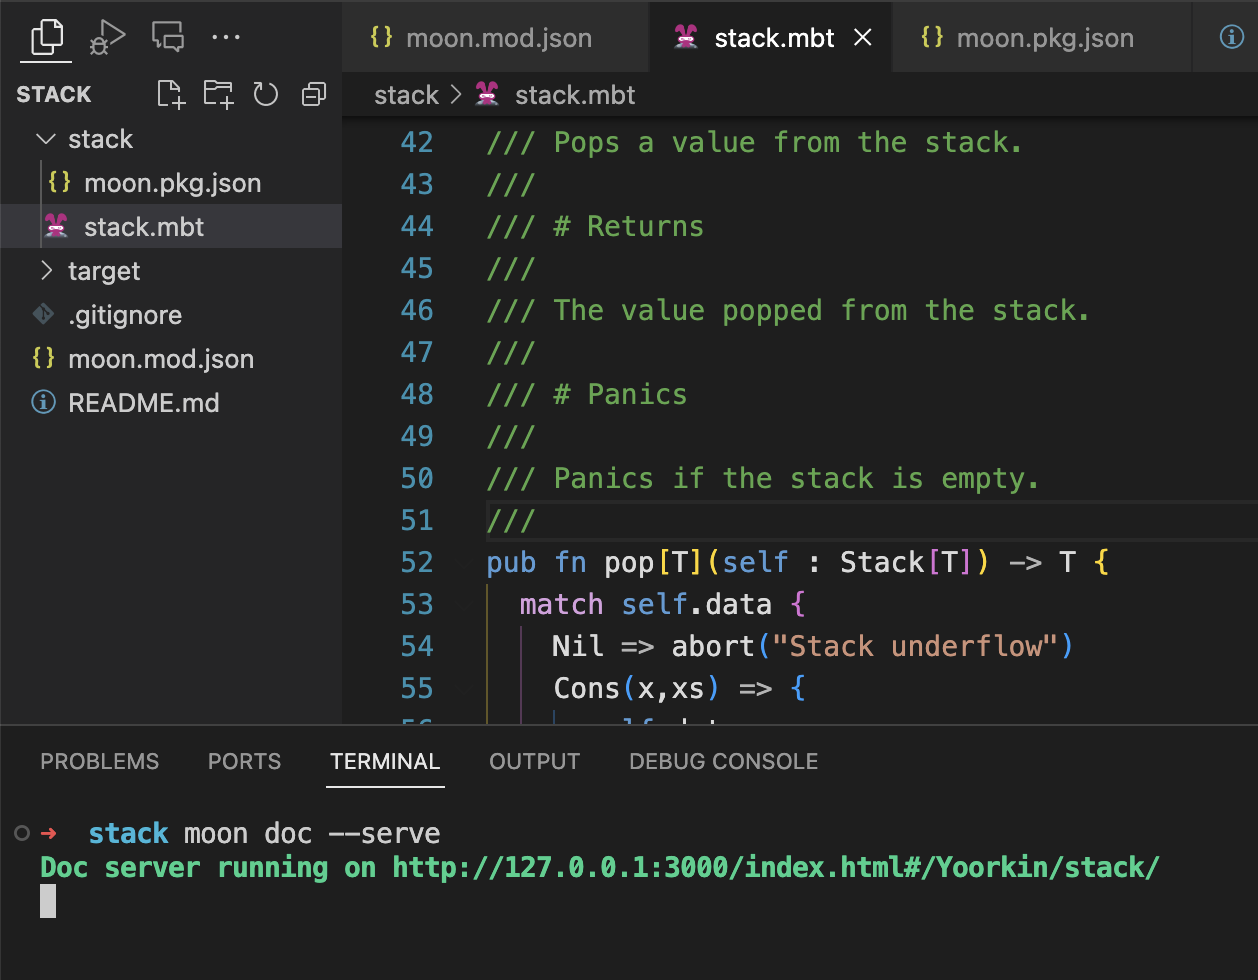 moon.mod.json
stack.mbt
moon.pkg.json
STACK
stack
moon.pkg.json
stack.mbt
target
.gitignore
moon.mod.json
README.md
stack > stack.mbt
42 /// Pops a value from the stack.
43 ///
44 /// # Returns
45 ///
46 /// The value popped from the stack.
47 ///
48 /// # Panics
49 ///
50 /// Panics if the stack is empty.
51 ///
52 pub fn pop[T](self : Stack[T]) -> T {
53 match self.data {
54 Nil => abort("Stack underflow")
55 Cons(x,xs) => {
PROBLEMS PORTS TERMINAL OUTPUT DEBUG CONSOLE
➜ stack moon doc --serve
Doc server running on http://127.0.0.1:3000/index.html#/Yoorkin/stack/